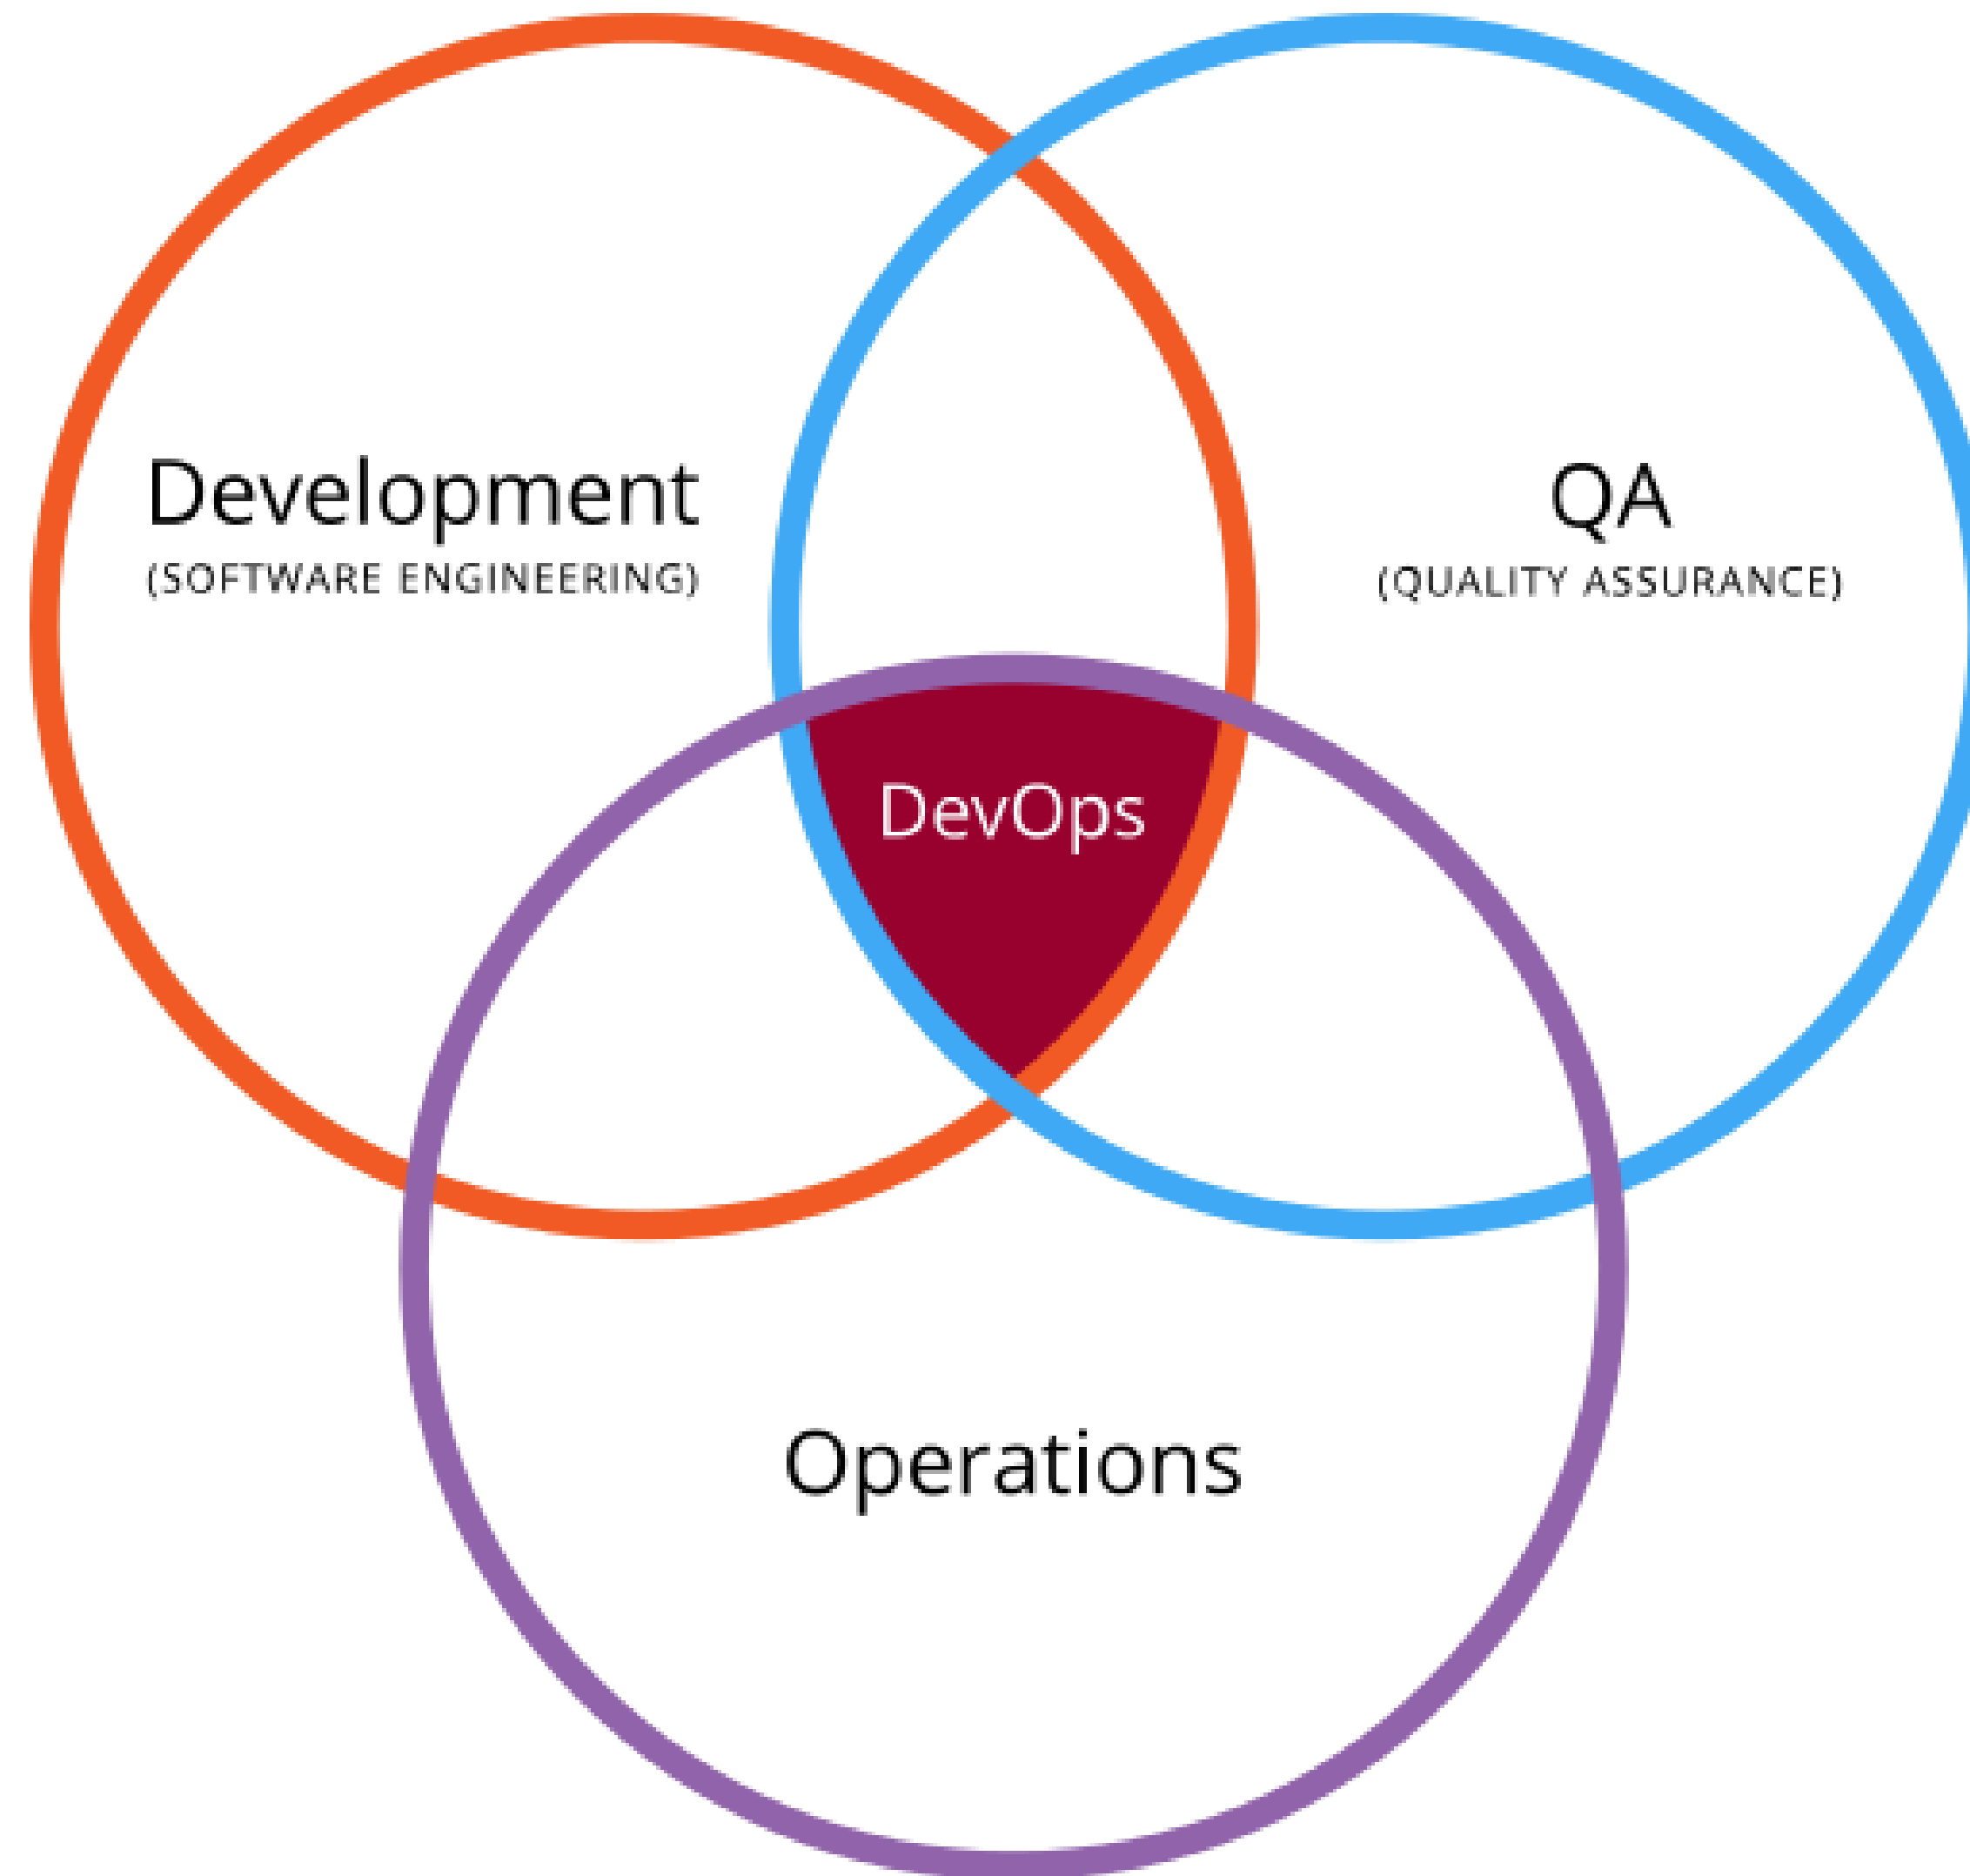 Development
(SOFTWARE ENGINEERING)
QA
(QUALITY ASSURANCE)
DevOps
Operations